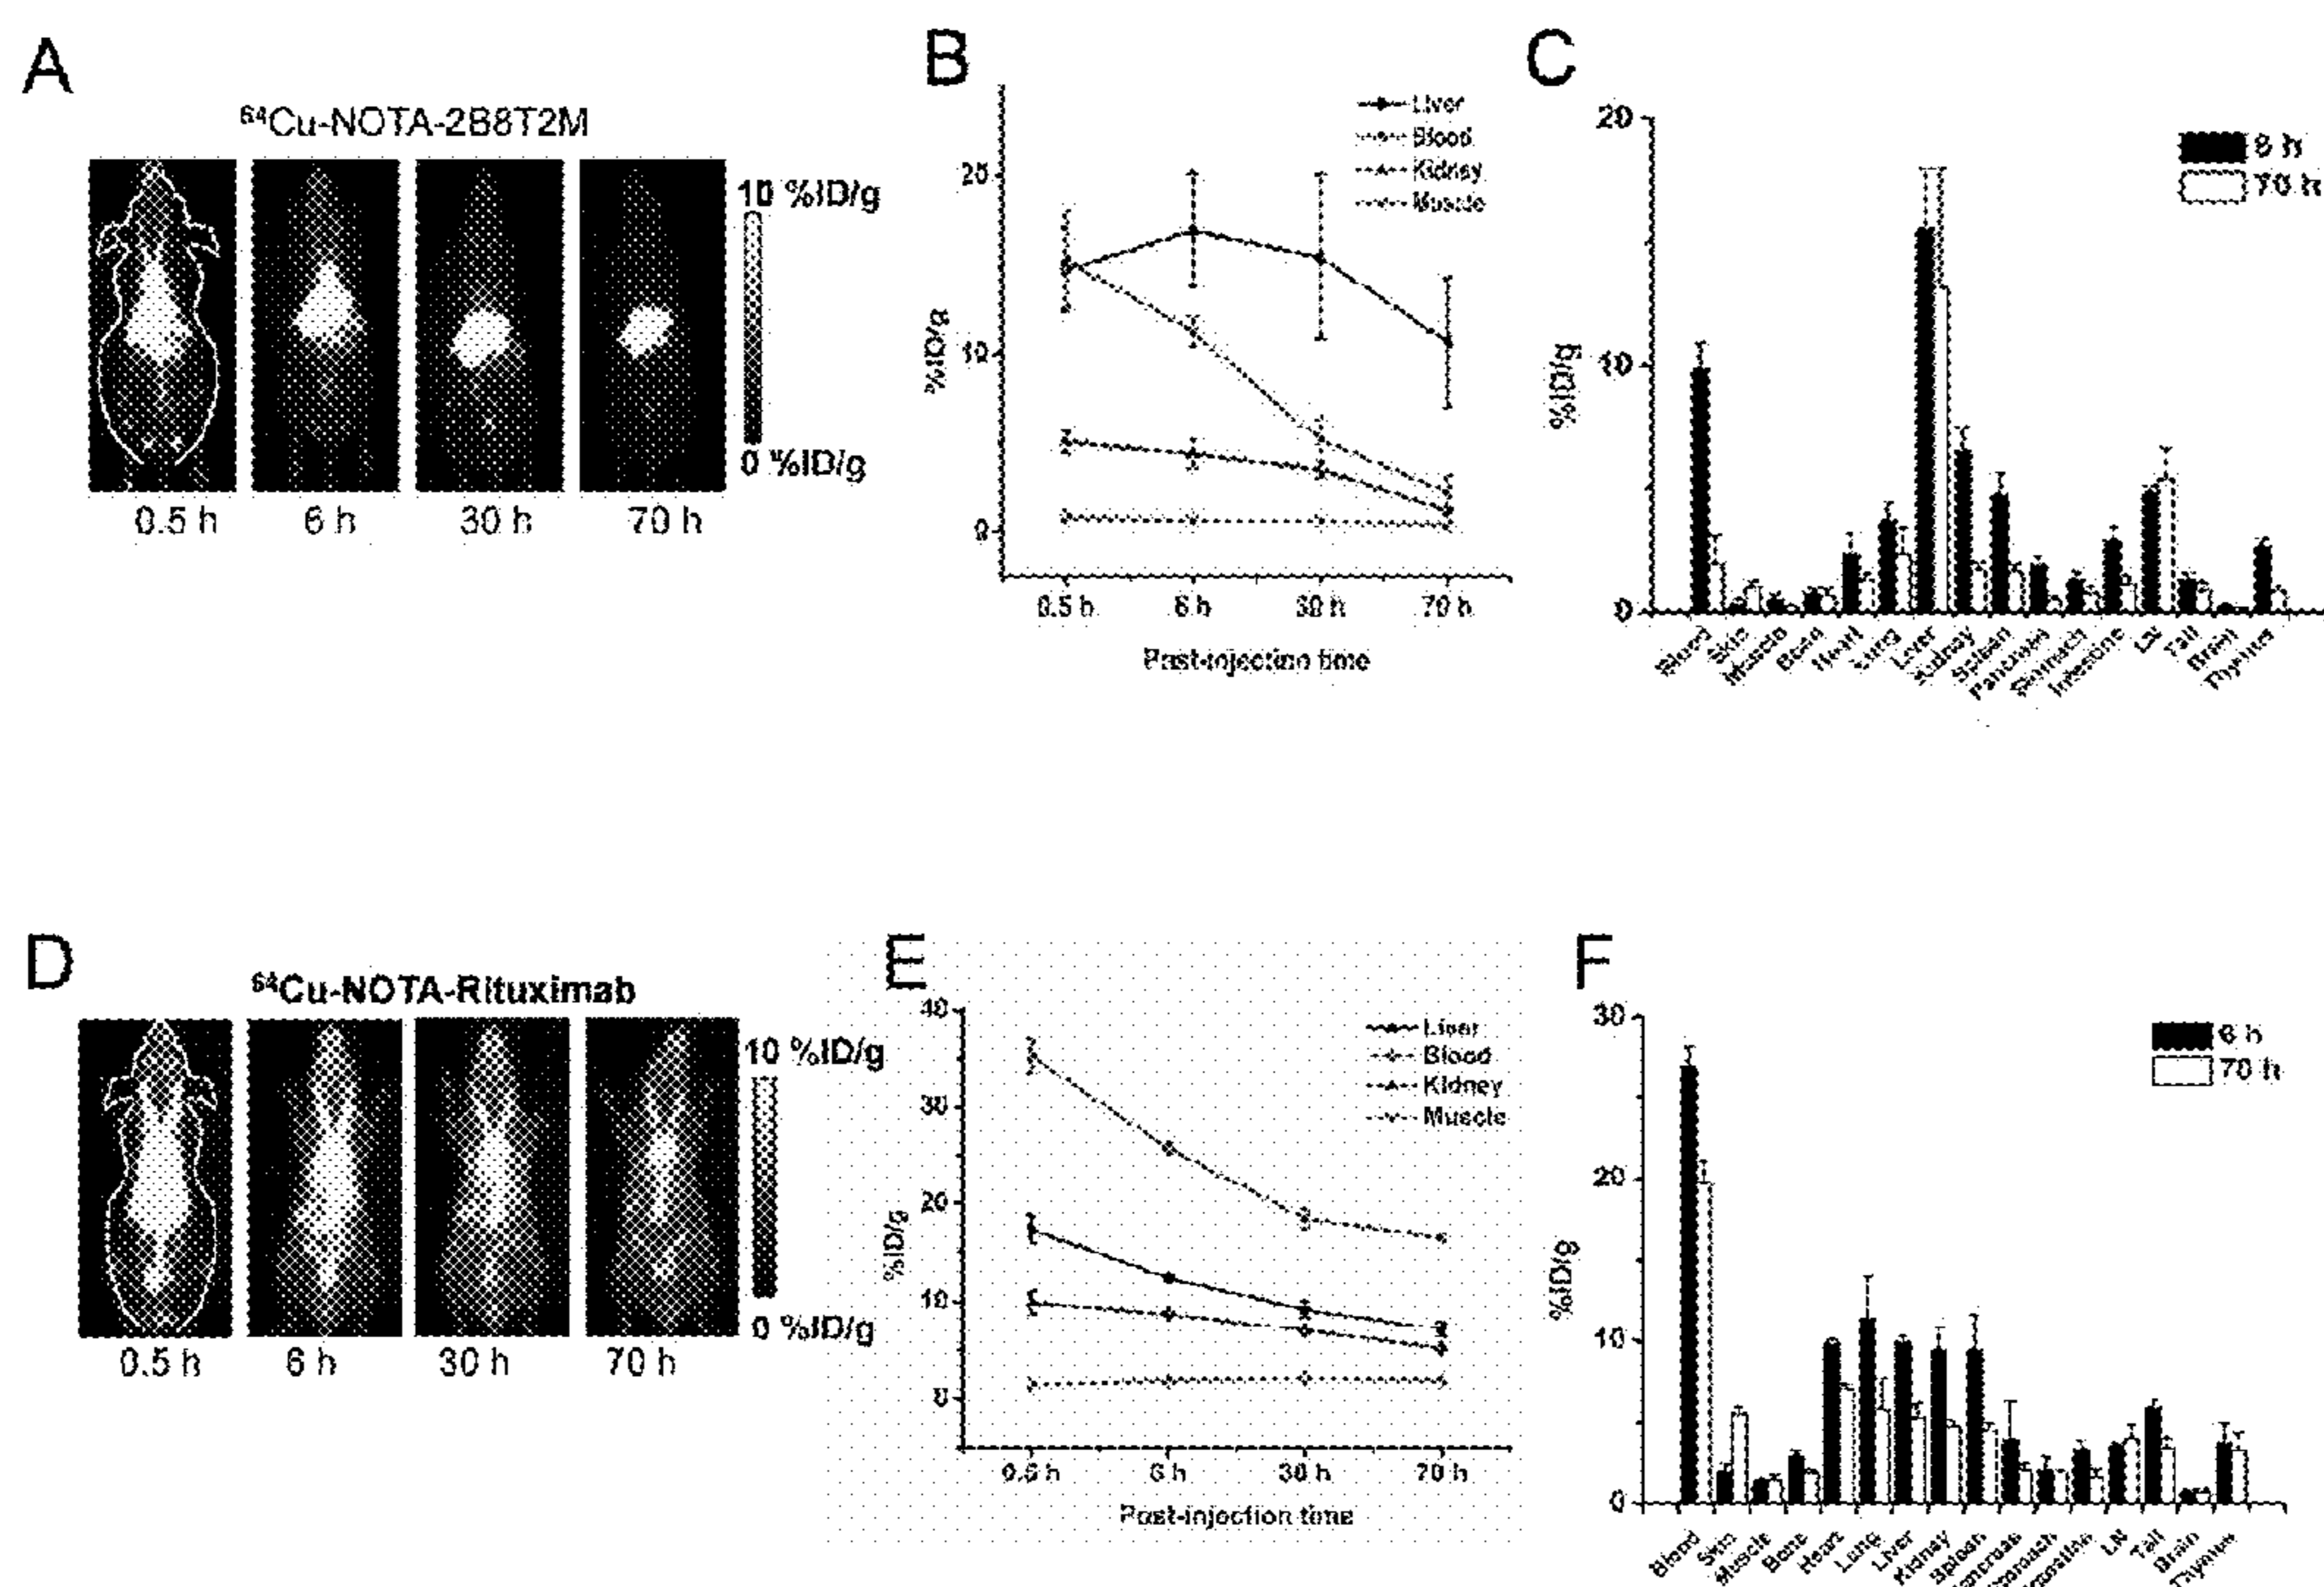 A
⁶⁴Cu-NOTA-2B8T2M
10 %ID/g
0 %ID/g
0.5 h 6 h 30 h 70 h
B
Liver
Blood
Kidney
Muscle
20
10
0
%ID/g
0.5 h 6 h 30 h 70 h
Post-injection time
C
6 h
70 h
20
10
0
%ID/g
Blood Skin Muscle Bone Heart Lung Liver Kidney Spleen Pancreas Stomach Intestine LN Tail Brain Thymus
D
⁶⁴Cu-NOTA-Rituximab
10 %ID/g
0 %ID/g
0.5 h 6 h 30 h 70 h
E
Liver
Blood
Kidney
Muscle
40
30
20
10
0
%ID/g
0.5 h 6 h 30 h 70 h
Post-injection time
F
6 h
70 h
30
20
10
0
%ID/g
Blood Skin Muscle Bone Heart Lung Liver Kidney Spleen LN Tail Brain Thymus